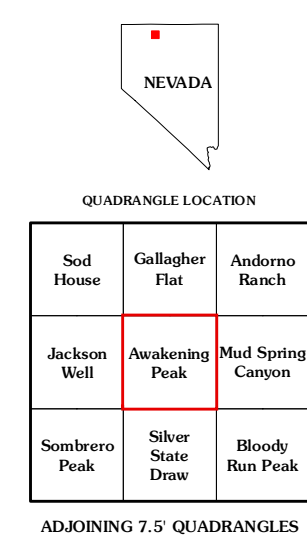 NEVADA
QUADRANGLE LOCATION
Sod
House
Gallagher
Flat
Andorno
Ranch
Jackson
Well
Awakening
Peak
Mud Spring
Canyon
Sombrero
Peak
Silver
State
Draw
Bloody
Run Peak
ADJOINING 7.5' QUADRANGLES